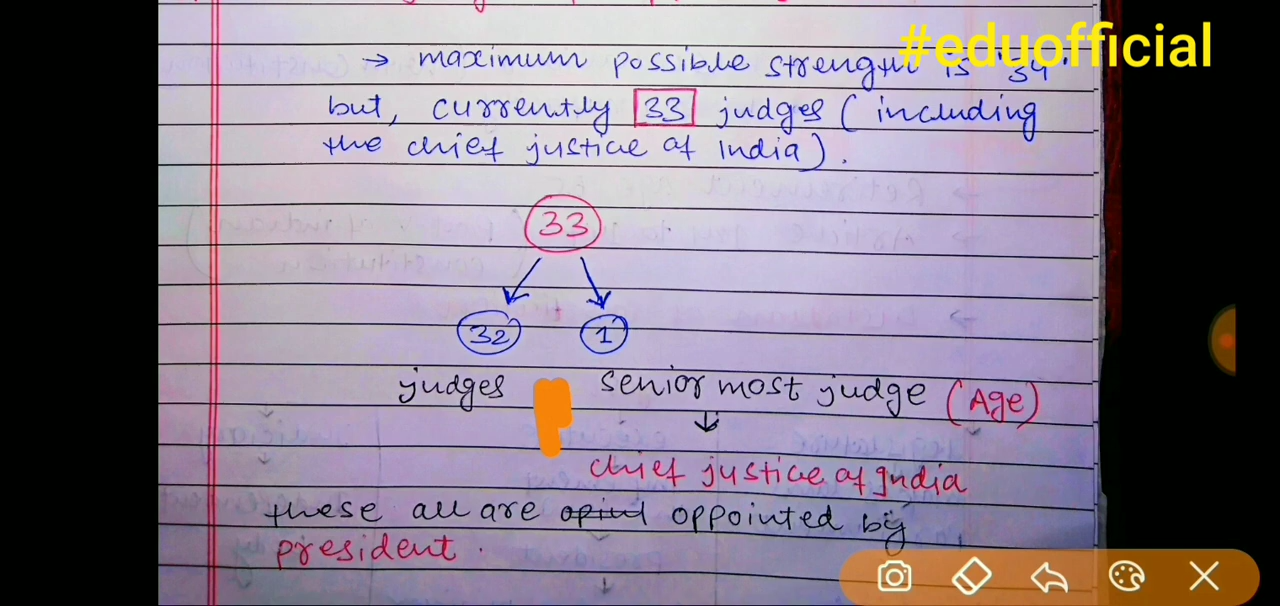 #eduofficial
→ maximum possible strength is '34'
but, currently 33 judges (including
the chief justice of India).
33
32 1
judges senior most judge (Age)
↓
chief justice of India
these all are oppointed by
president.